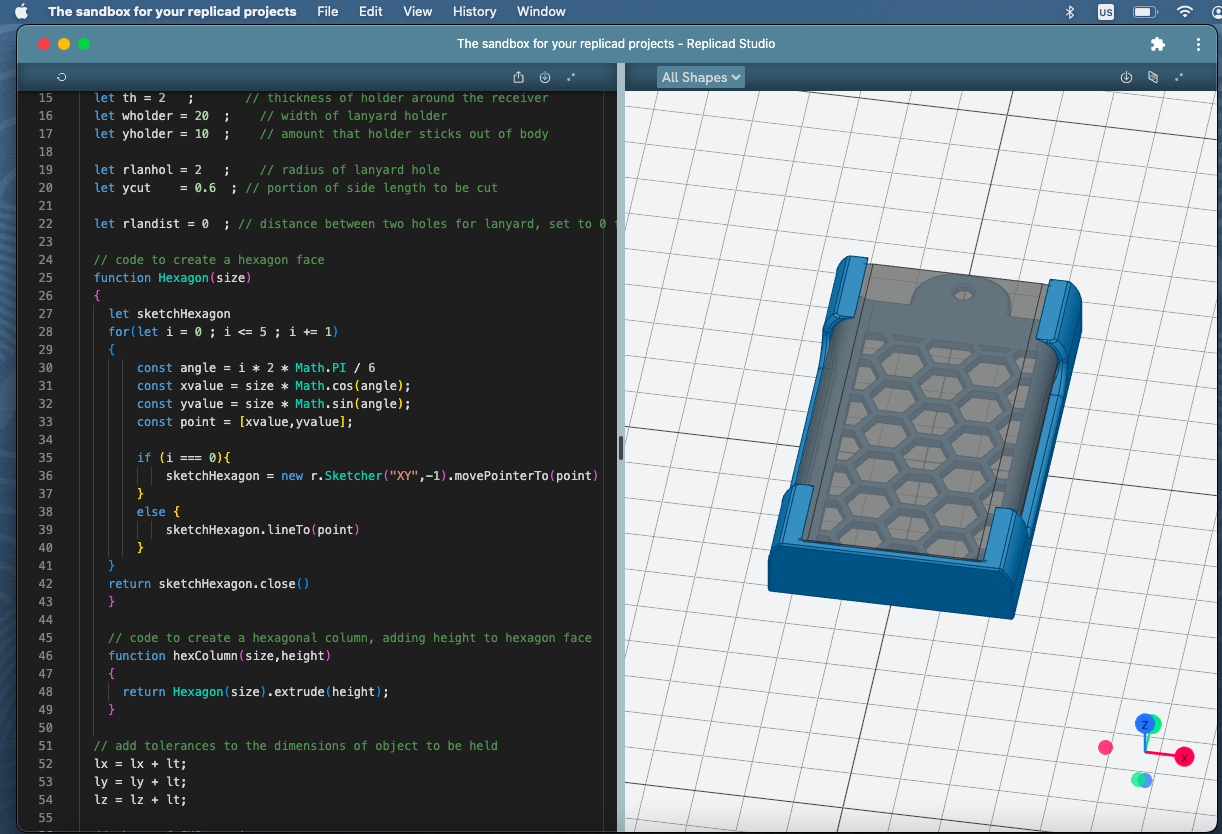 The sandbox for your replicad projects File Edit View History Window US
The sandbox for your replicad projects - Replicad Studio
All Shapes
15 let th = 2 ; // thickness of holder around the receiver
16 let wholder = 20 ; // width of lanyard holder
17 let yholder = 10 ; // amount that holder sticks out of body
18
19 let rlanhol = 2 ; // radius of lanyard hole
20 let ycut = 0.6 ; // portion of side length to be cut
21
22 let rlandist = 0 ; // distance between two holes for lanyard, set to 0
23
24 // code to create a hexagon face
25 function Hexagon(size)
26 {
27 let sketchHexagon
28 for(let i = 0 ; i <= 5 ; i += 1)
29 {
30 const angle = i * 2 * Math.PI / 6
31 const xvalue = size * Math.cos(angle);
32 const yvalue = size * Math.sin(angle);
33 const point = [xvalue,yvalue];
34
35 if (i === 0){
36 sketchHexagon = new r.Sketcher("XY",-1).movePointerTo(point)
37 }
38 else {
39 sketchHexagon.lineTo(point)
40 }
41 }
42 return sketchHexagon.close()
43 }
44
45 // code to create a hexagonal column, adding height to hexagon face
46 function hexColumn(size,height)
47 {
48 return Hexagon(size).extrude(height);
49 }
50
51 // add tolerances to the dimensions of object to be held
52 lx = lx + lt;
53 ly = ly + lt;
54 lz = lz + lt;
55
Z
X